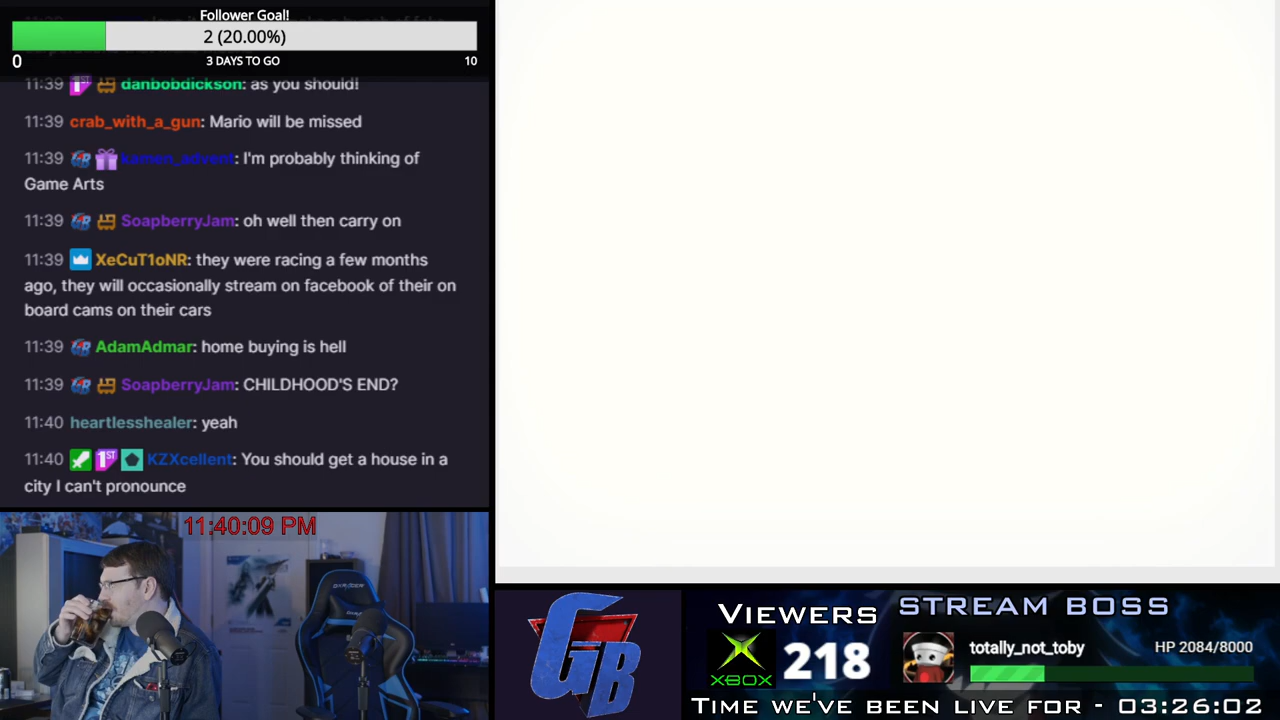 Follower Goal!
2 (20.00%)
0
3 DAYS TO GO
10
11:39 1ST danbobdickson: as you should!
11:39 crab_with_a_gun: Mario will be missed
11:39 kamen_advent: I'm probably thinking of
Game Arts
11:39 SoapberryJam: oh well then carry on
11:39 XeCuT1oNR: they were racing a few months
ago, they will occasionally stream on facebook of their on
board cams on their cars
11:39 AdamAdmar: home buying is hell
11:39 SoapberryJam: CHILDHOOD'S END?
11:40 heartlesshealer: yeah
11:40 1ST KZXcellent: You should get a house in a
city I can't pronounce
11:40:09 PM
GB
VIEWERS
XBOX
218
STREAM BOSS
totally_not_toby
HP 2084/8000
TIME WE'VE BEEN LIVE FOR - 03:26:02